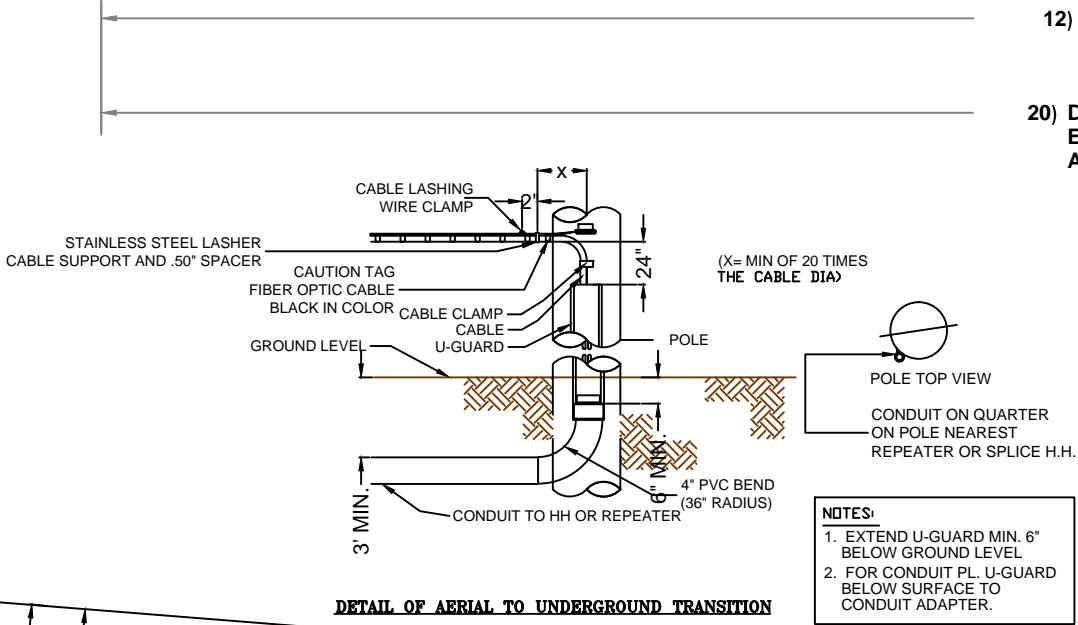 12)
20) D
E
A
X
CABLE LASHING
WIRE CLAMP
2'
STAINLESS STEEL LASHER
CABLE SUPPORT AND .50" SPACER
24"
(X= MIN OF 20 TIMES
THE CABLE DIA)
CAUTION TAG
FIBER OPTIC CABLE
BLACK IN COLOR
CABLE CLAMP
CABLE
U-GUARD
GROUND LEVEL
POLE
POLE TOP VIEW
CONDUIT ON QUARTER
ON POLE NEAREST
REPEATER OR SPLICE H.H.
6" MIN.
3' MIN.
4" PVC BEND
(36" RADIUS)
CONDUIT TO HH OR REPEATER
NOTES:
1. EXTEND U-GUARD MIN. 6"
BELOW GROUND LEVEL
2. FOR CONDUIT PL. U-GUARD
BELOW SURFACE TO
CONDUIT ADAPTER.
DETAIL OF AERIAL TO UNDERGROUND TRANSITION